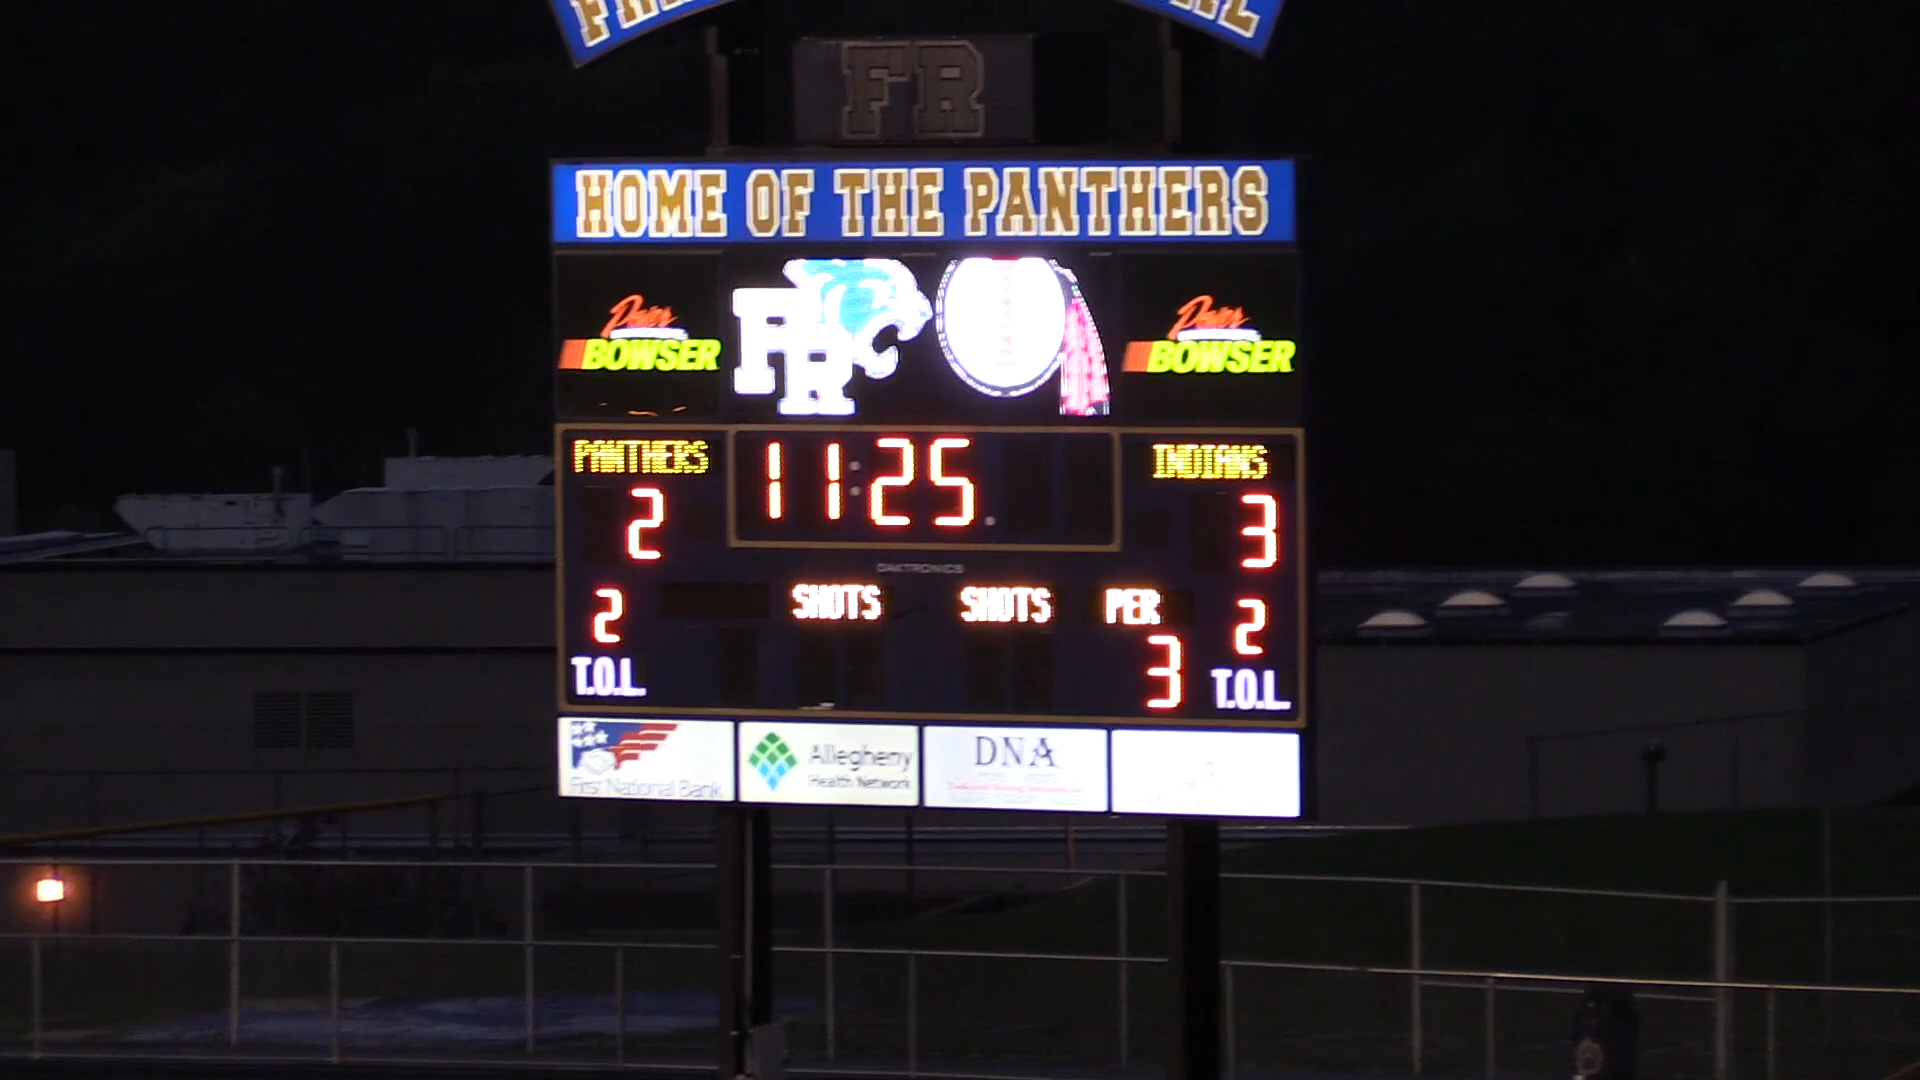 FR
HOME OF THE PANTHERS
BOWSER
FR
BOWSER
PANTHERS
11:25
INDIANS
2
3
DAKTRONICS
2
SHOTS
SHOTS
PER
2
T.O.L.
3
T.O.L.
First National Bank
Allegheny
Health Network
DNA